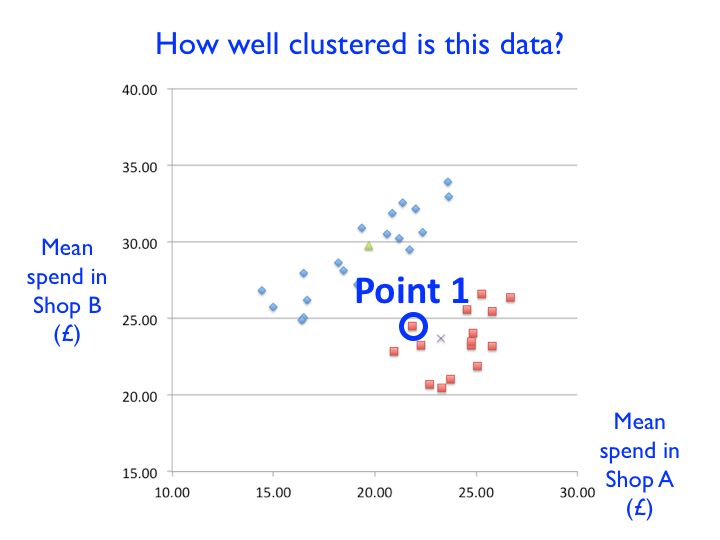 How well clustered is this data?
40.00
35.00
30.00
25.00
20.00
15.00
10.00 15.00 20.00 25.00 30.00
Mean
spend in
Shop B
(£)
Point 1
Mean
spend in
Shop A
(£)